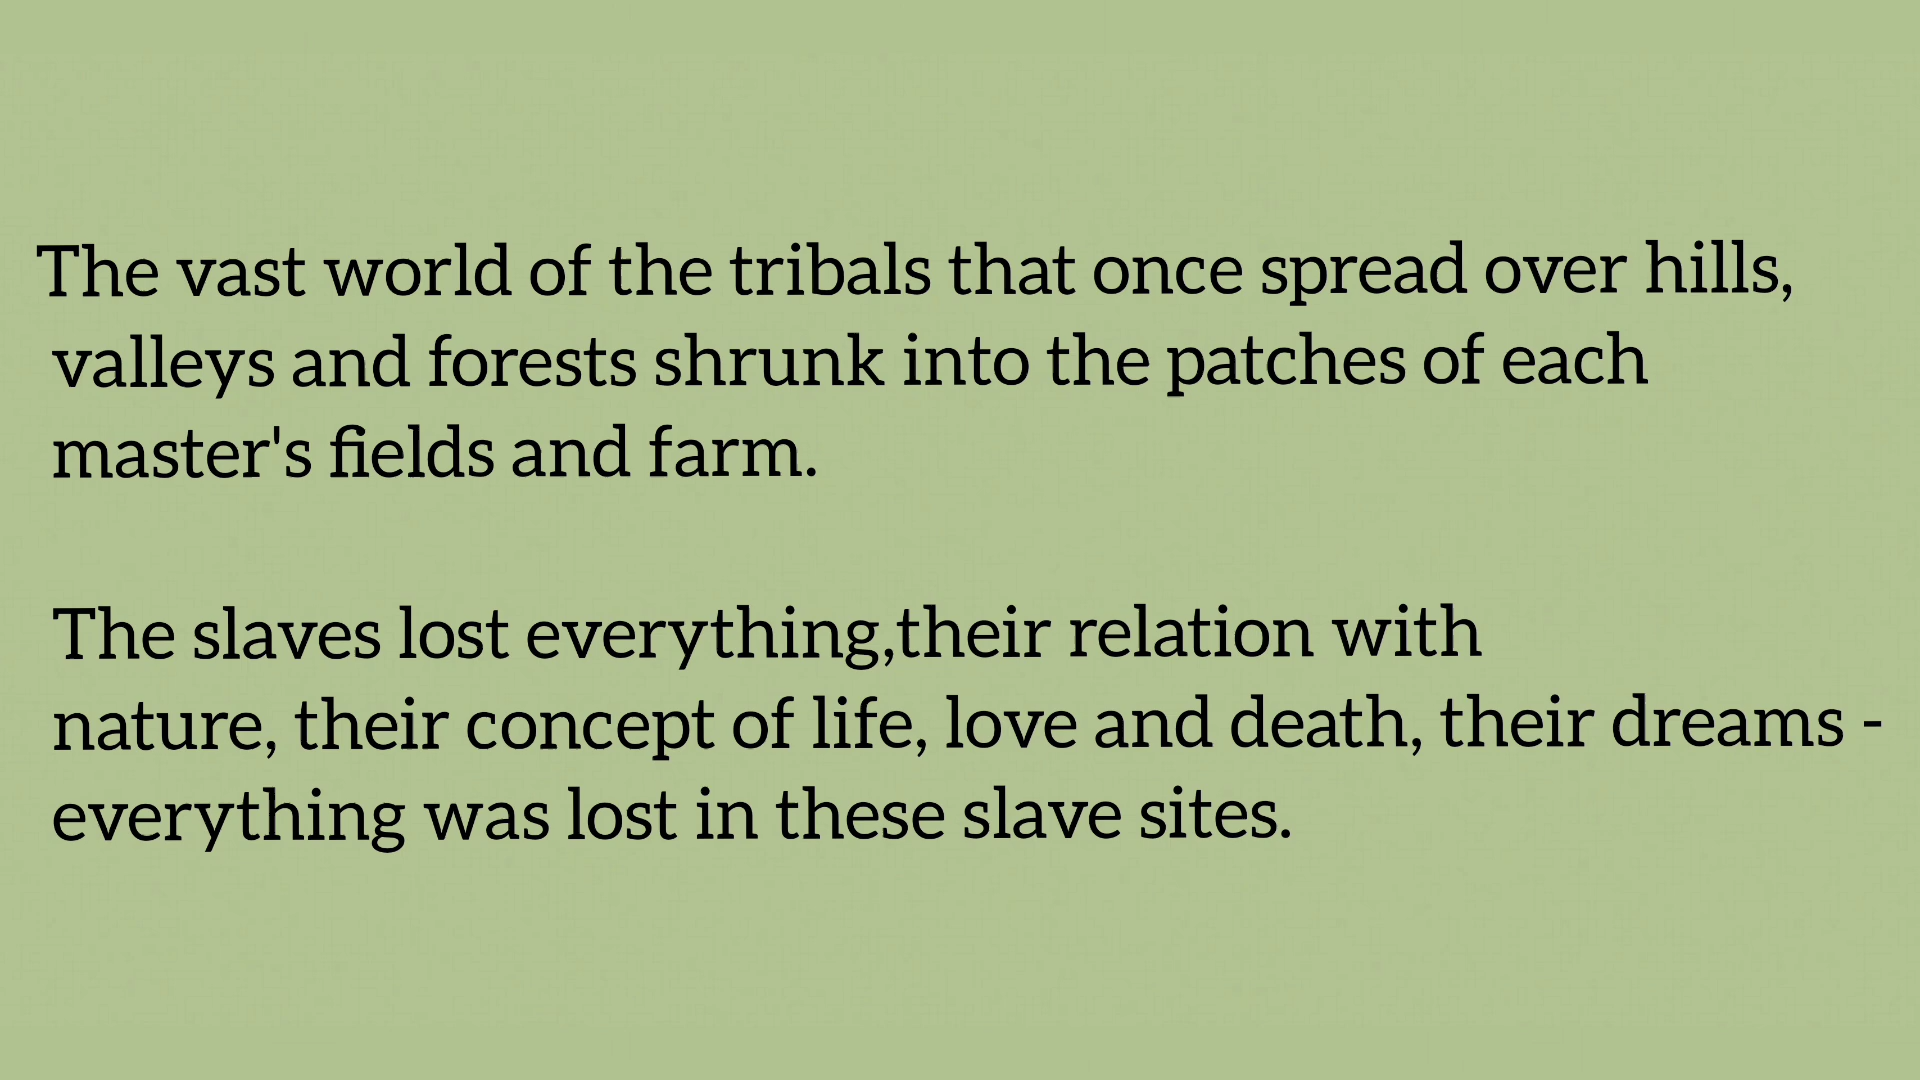 The vast world of the tribals that once spread over hills,
valleys and forests shrunk into the patches of each
master's fields and farm.
The slaves lost everything,their relation with
nature, their concept of life, love and death, their dreams -
everything was lost in these slave sites.